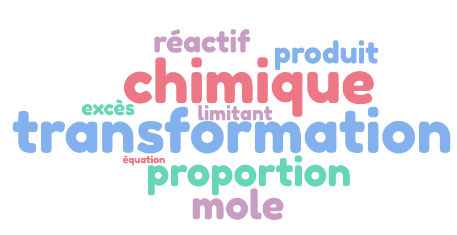 réactif
produit
chimique
excès
limitant
transformation
équation
proportion
mole